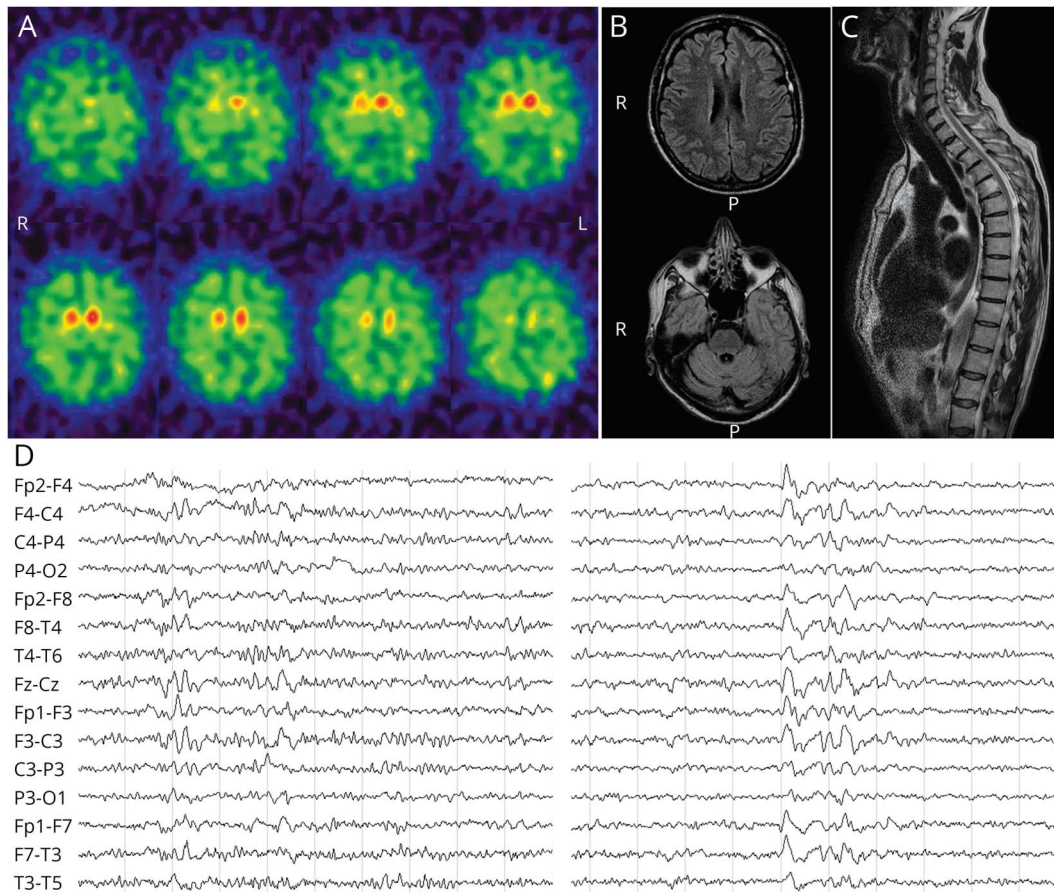 A
B
C
R
L
R
P
R
P
D
Fp2-F4
F4-C4
C4-P4
P4-O2
Fp2-F8
F8-T4
T4-T6
Fz-Cz
Fp1-F3
F3-C3
C3-P3
P3-O1
Fp1-F7
F7-T3
T3-T5